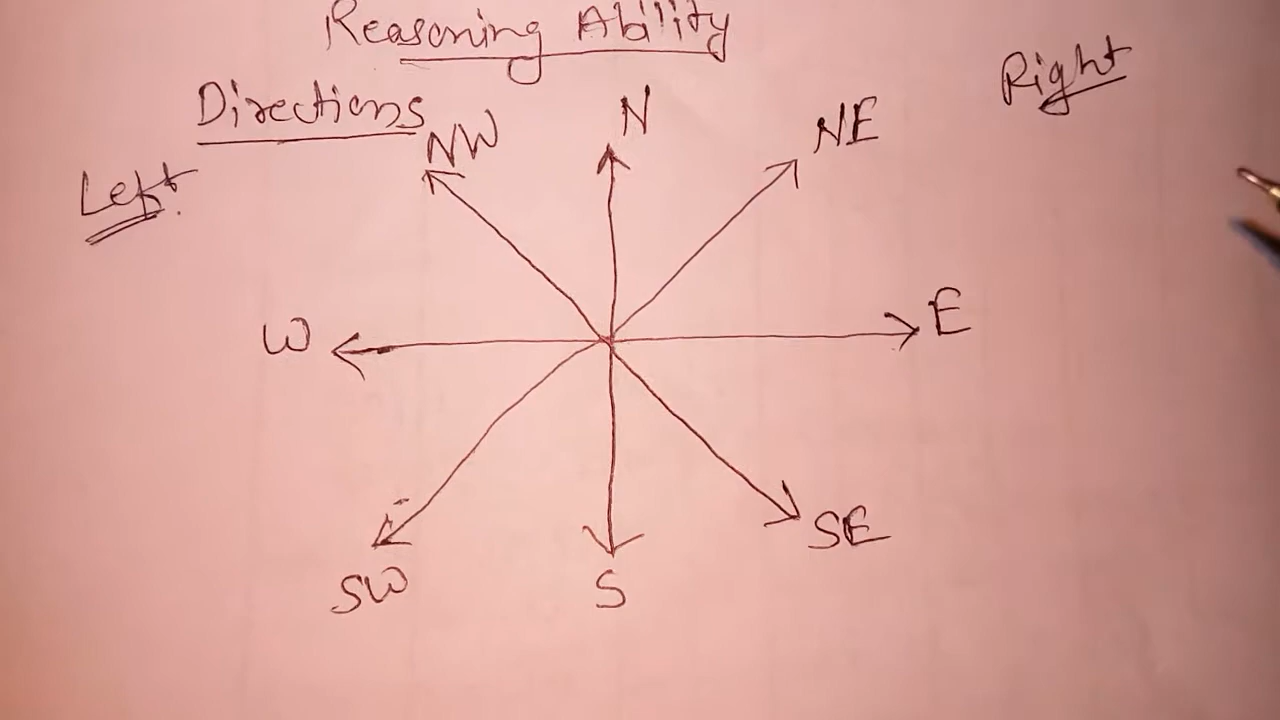 Reasoning Ability
Directions
Right
Left
NW
N
NE
W
E
SW
S
SE